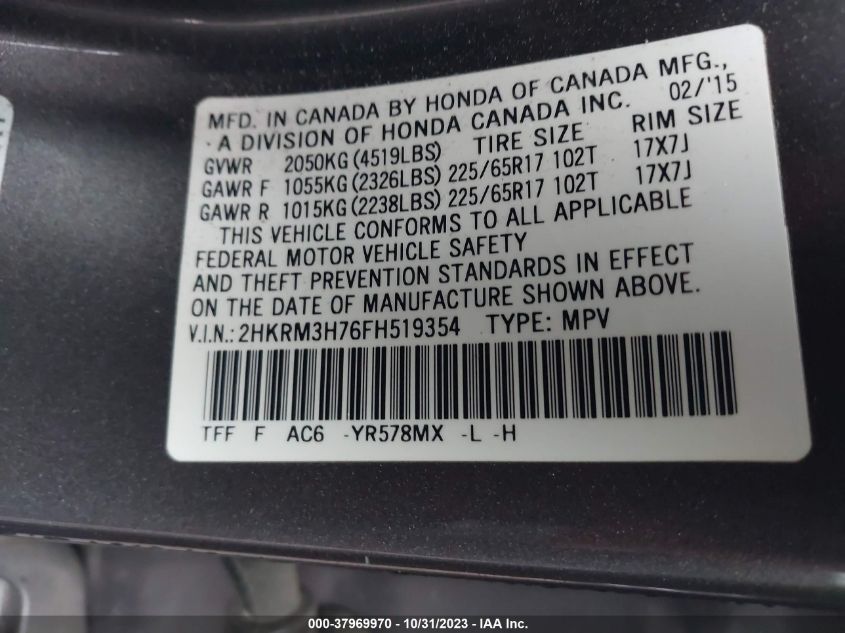 MFD. IN CANADA BY HONDA OF CANADA MFG.,
A DIVISION OF HONDA CANADA INC. 02/'15
GVWR 2050KG(4519LBS) TIRE SIZE RIM SIZE
GAWR F 1055KG(2326LBS) 225/65R17 102T 17X7J
GAWR R 1015KG(2238LBS) 225/65R17 102T 17X7J
THIS VEHICLE CONFORMS TO ALL APPLICABLE
FEDERAL MOTOR VEHICLE SAFETY
AND THEFT PREVENTION STANDARDS IN EFFECT
ON THE DATE OF MANUFACTURE SHOWN ABOVE.
V.I.N.: 2HKRM3H76FH519354 TYPE: MPV
TFF F AC6 -YR578MX -L -H
000-37969970 - 10/31/2023 - IAA Inc.